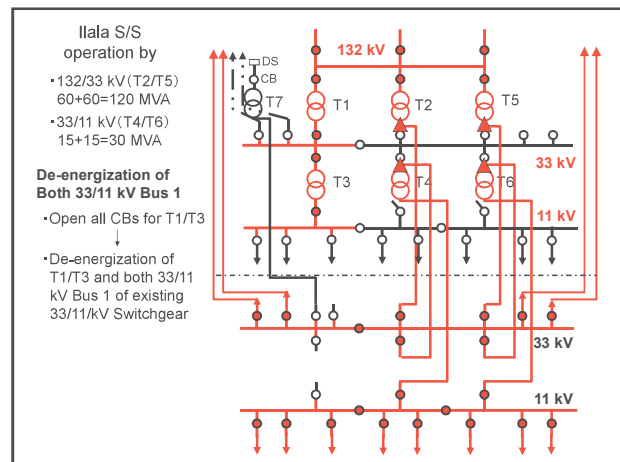 Ilala S/S
operation by
・132/33 kV(T2/T5)
60+60=120 MVA
・33/11 kV(T4/T6)
15+15=30 MVA
De-energization of
Both 33/11 kV Bus 1
・Open all CBs for T1/T3
↓
・De-energization of
T1/T3 and both 33/11
kV Bus 1 of existing
33/11/kV Switchgear
132 kV
DS
CB
T7
T1
T2
T5
33 kV
T3
T4
T6
11 kV
33 kV
11 kV